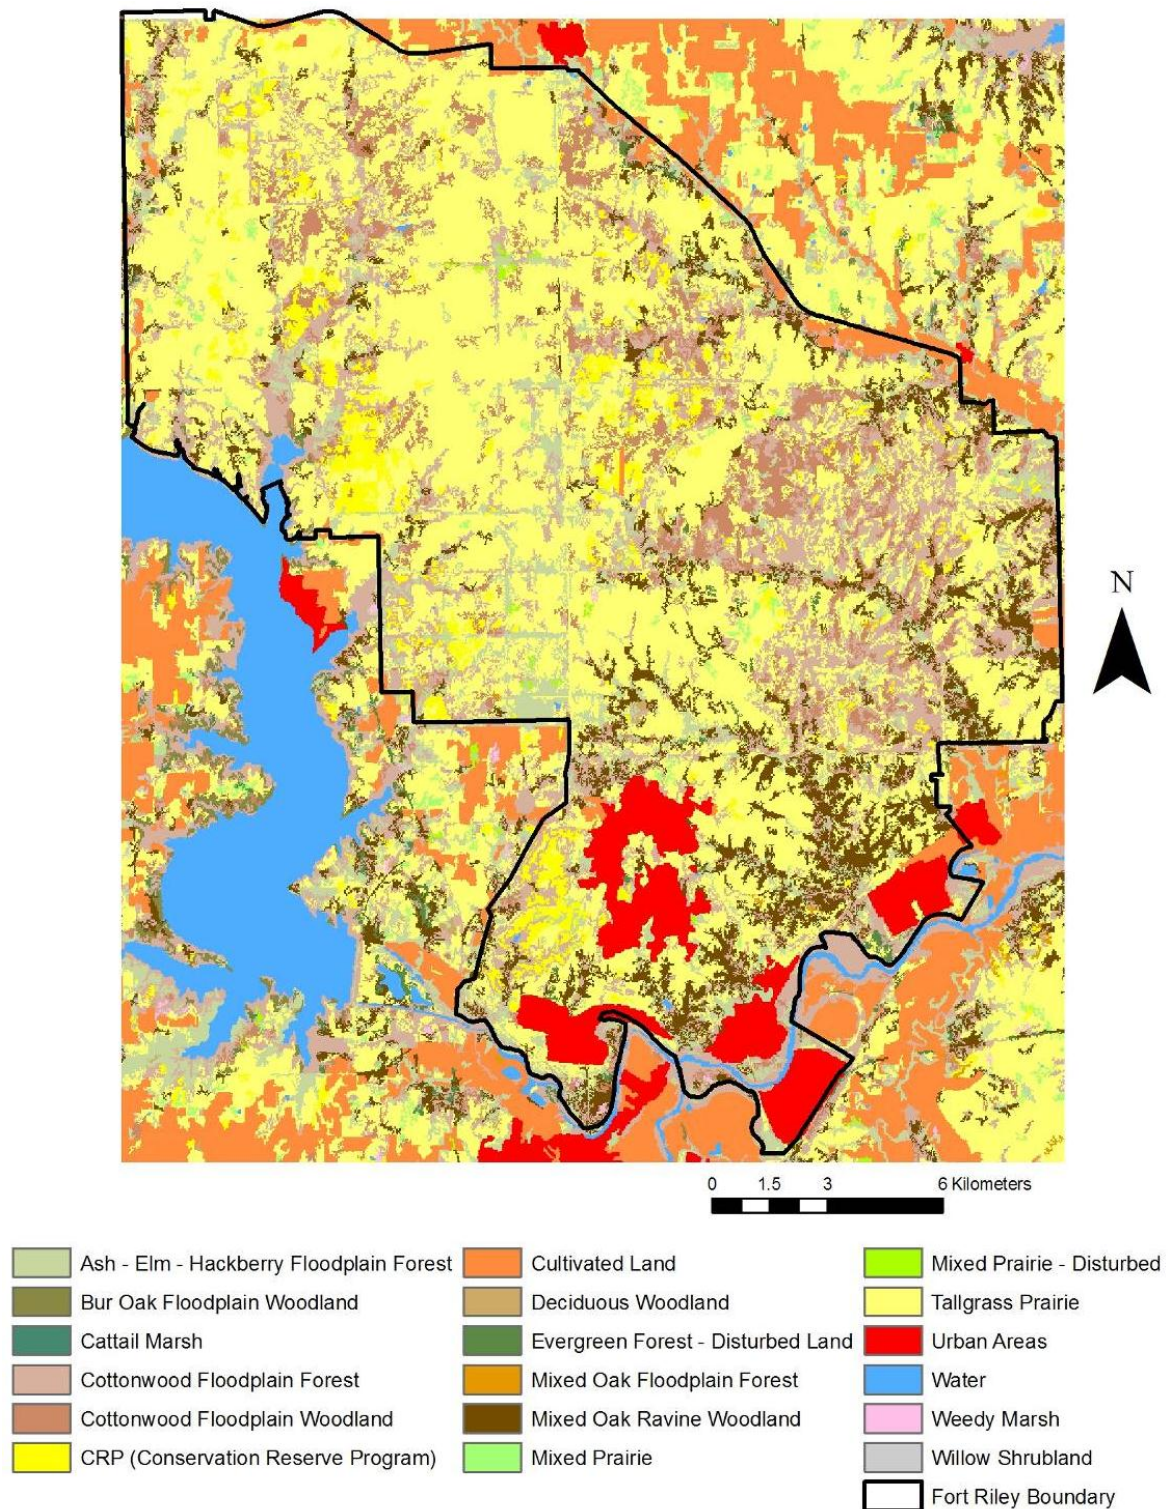 N
0 1.5 3 6 Kilometers
Ash - Elm - Hackberry Floodplain Forest
Bur Oak Floodplain Woodland
Cattail Marsh
Cottonwood Floodplain Forest
Cottonwood Floodplain Woodland
CRP (Conservation Reserve Program)
Cultivated Land
Deciduous Woodland
Evergreen Forest - Disturbed Land
Mixed Oak Floodplain Forest
Mixed Oak Ravine Woodland
Mixed Prairie
Mixed Prairie - Disturbed
Tallgrass Prairie
Urban Areas
Water
Weedy Marsh
Willow Shrubland
Fort Riley Boundary